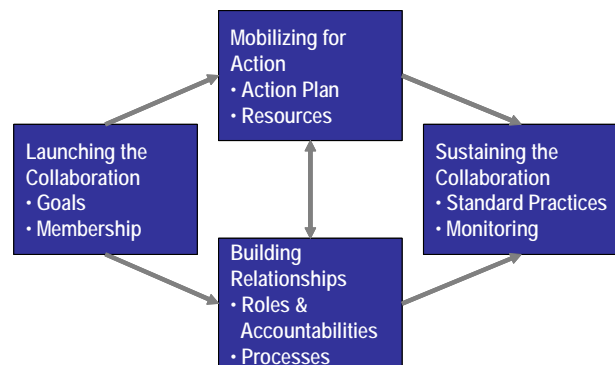 Mobilizing for
Action
• Action Plan
• Resources
Launching the
Collaboration
• Goals
• Membership
Sustaining the
Collaboration
• Standard Practices
• Monitoring
Building
Relationships
• Roles &
Accountabilities
• Processes